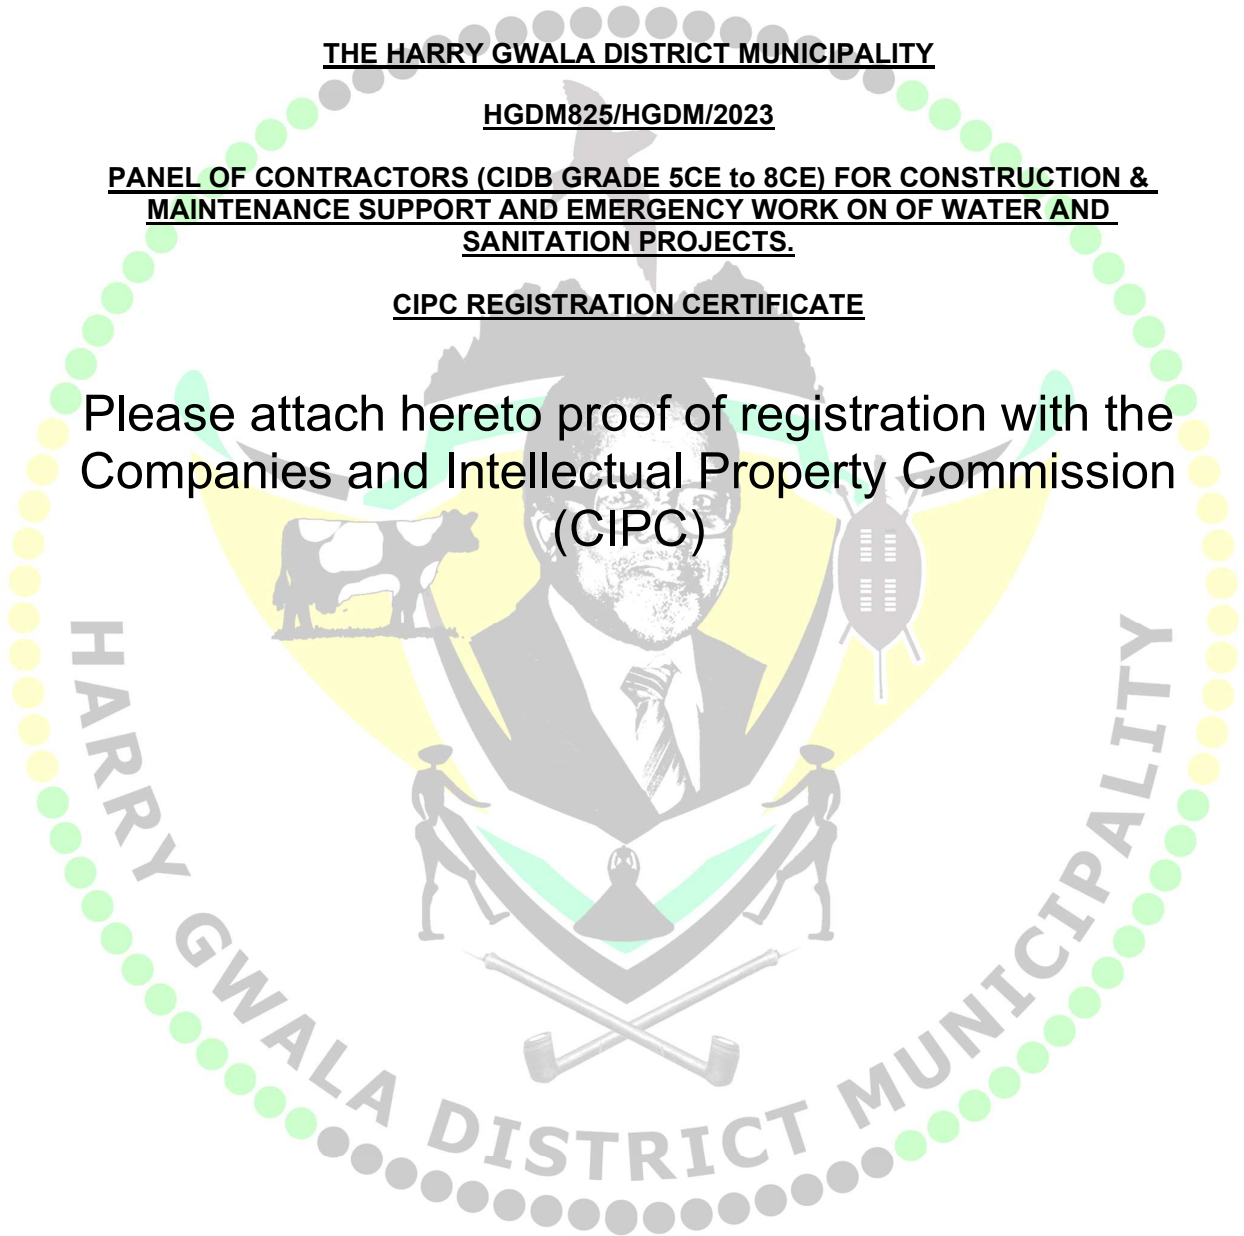 THE HARRY GWALA DISTRICT MUNICIPALITY
HGDM825/HGDM/2023
PANEL OF CONTRACTORS (CIDB GRADE 5CE to 8CE) FOR CONSTRUCTION &
MAINTENANCE SUPPORT AND EMERGENCY WORK ON OF WATER AND
SANITATION PROJECTS.
CIPC REGISTRATION CERTIFICATE
Please attach hereto proof of registration with the
Companies and Intellectual Property Commission
(CIPC)
HARRY GWALA DISTRICT MUNICIPALITY